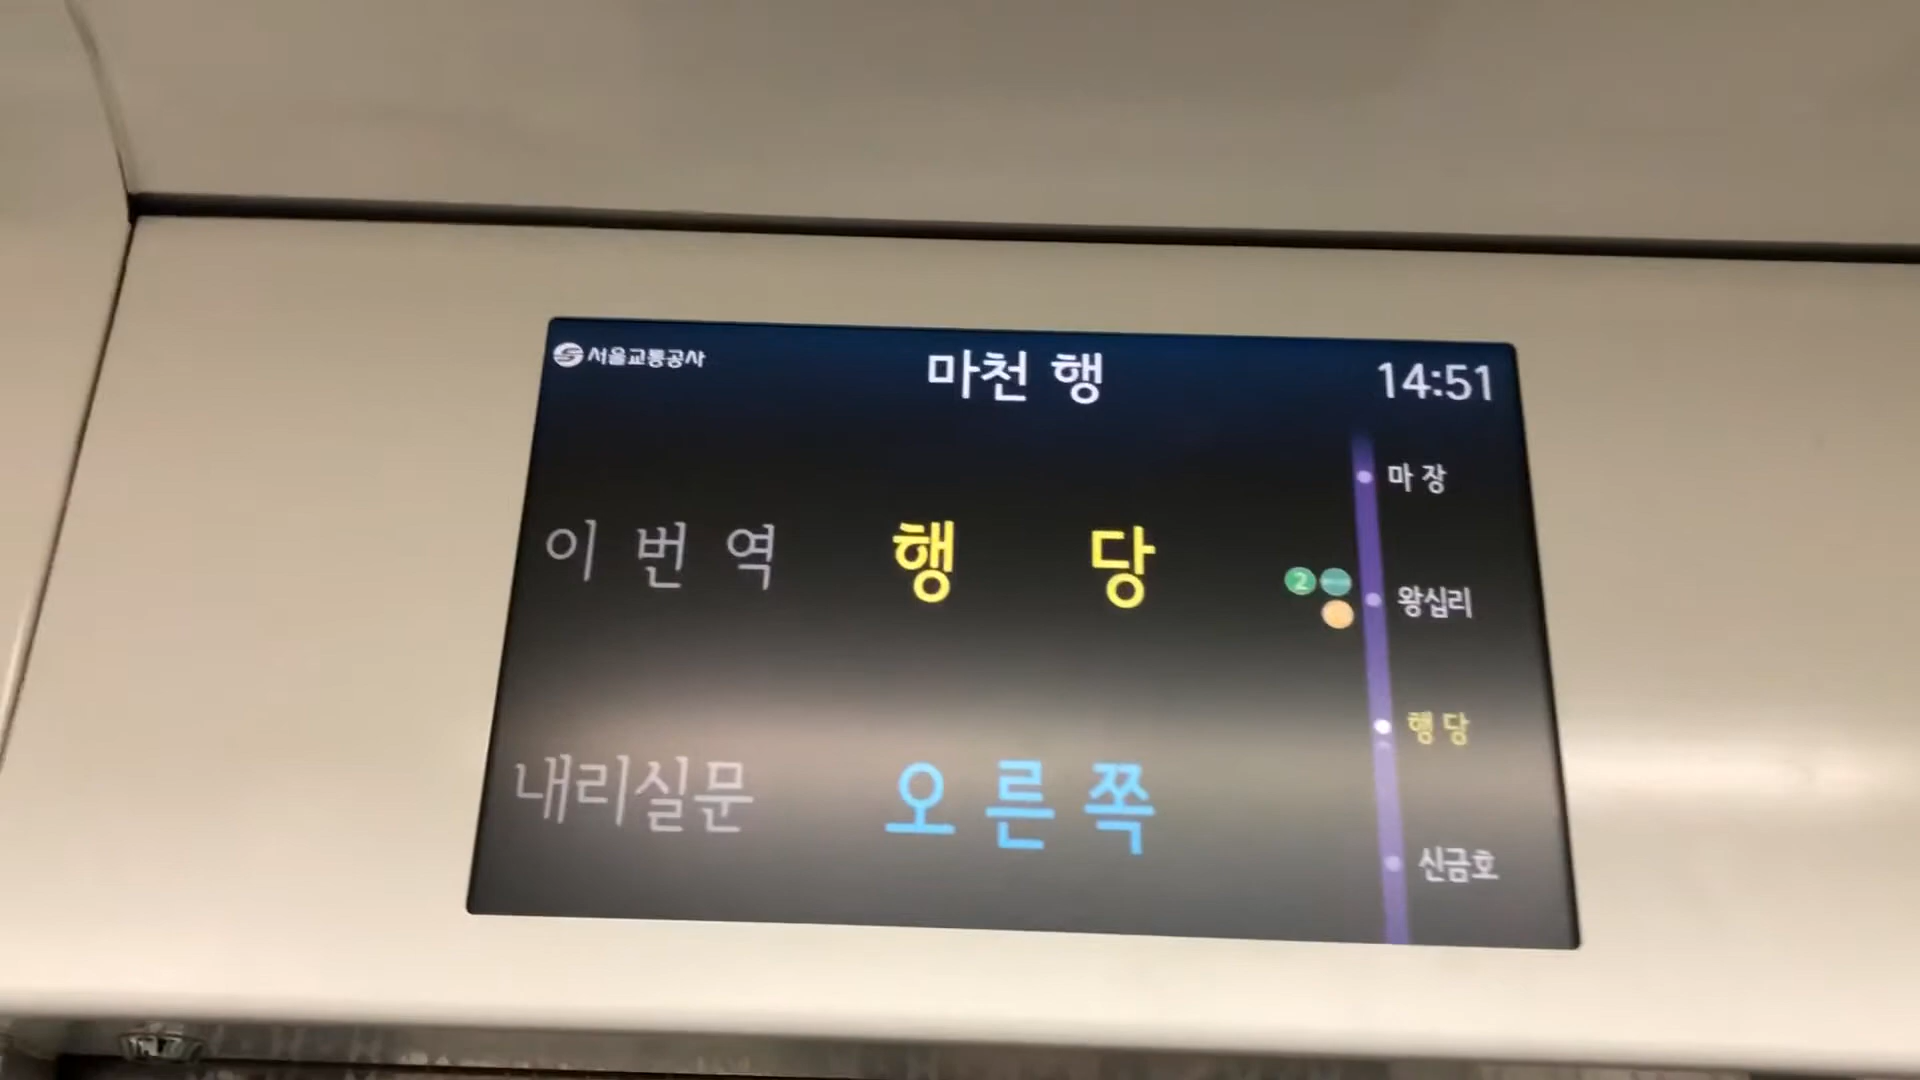 서울교통공사 마천 행 14:51
마 장
이 번 역 행 당
2 왕십리
행 당
내리실문 오 른 쪽
신금호